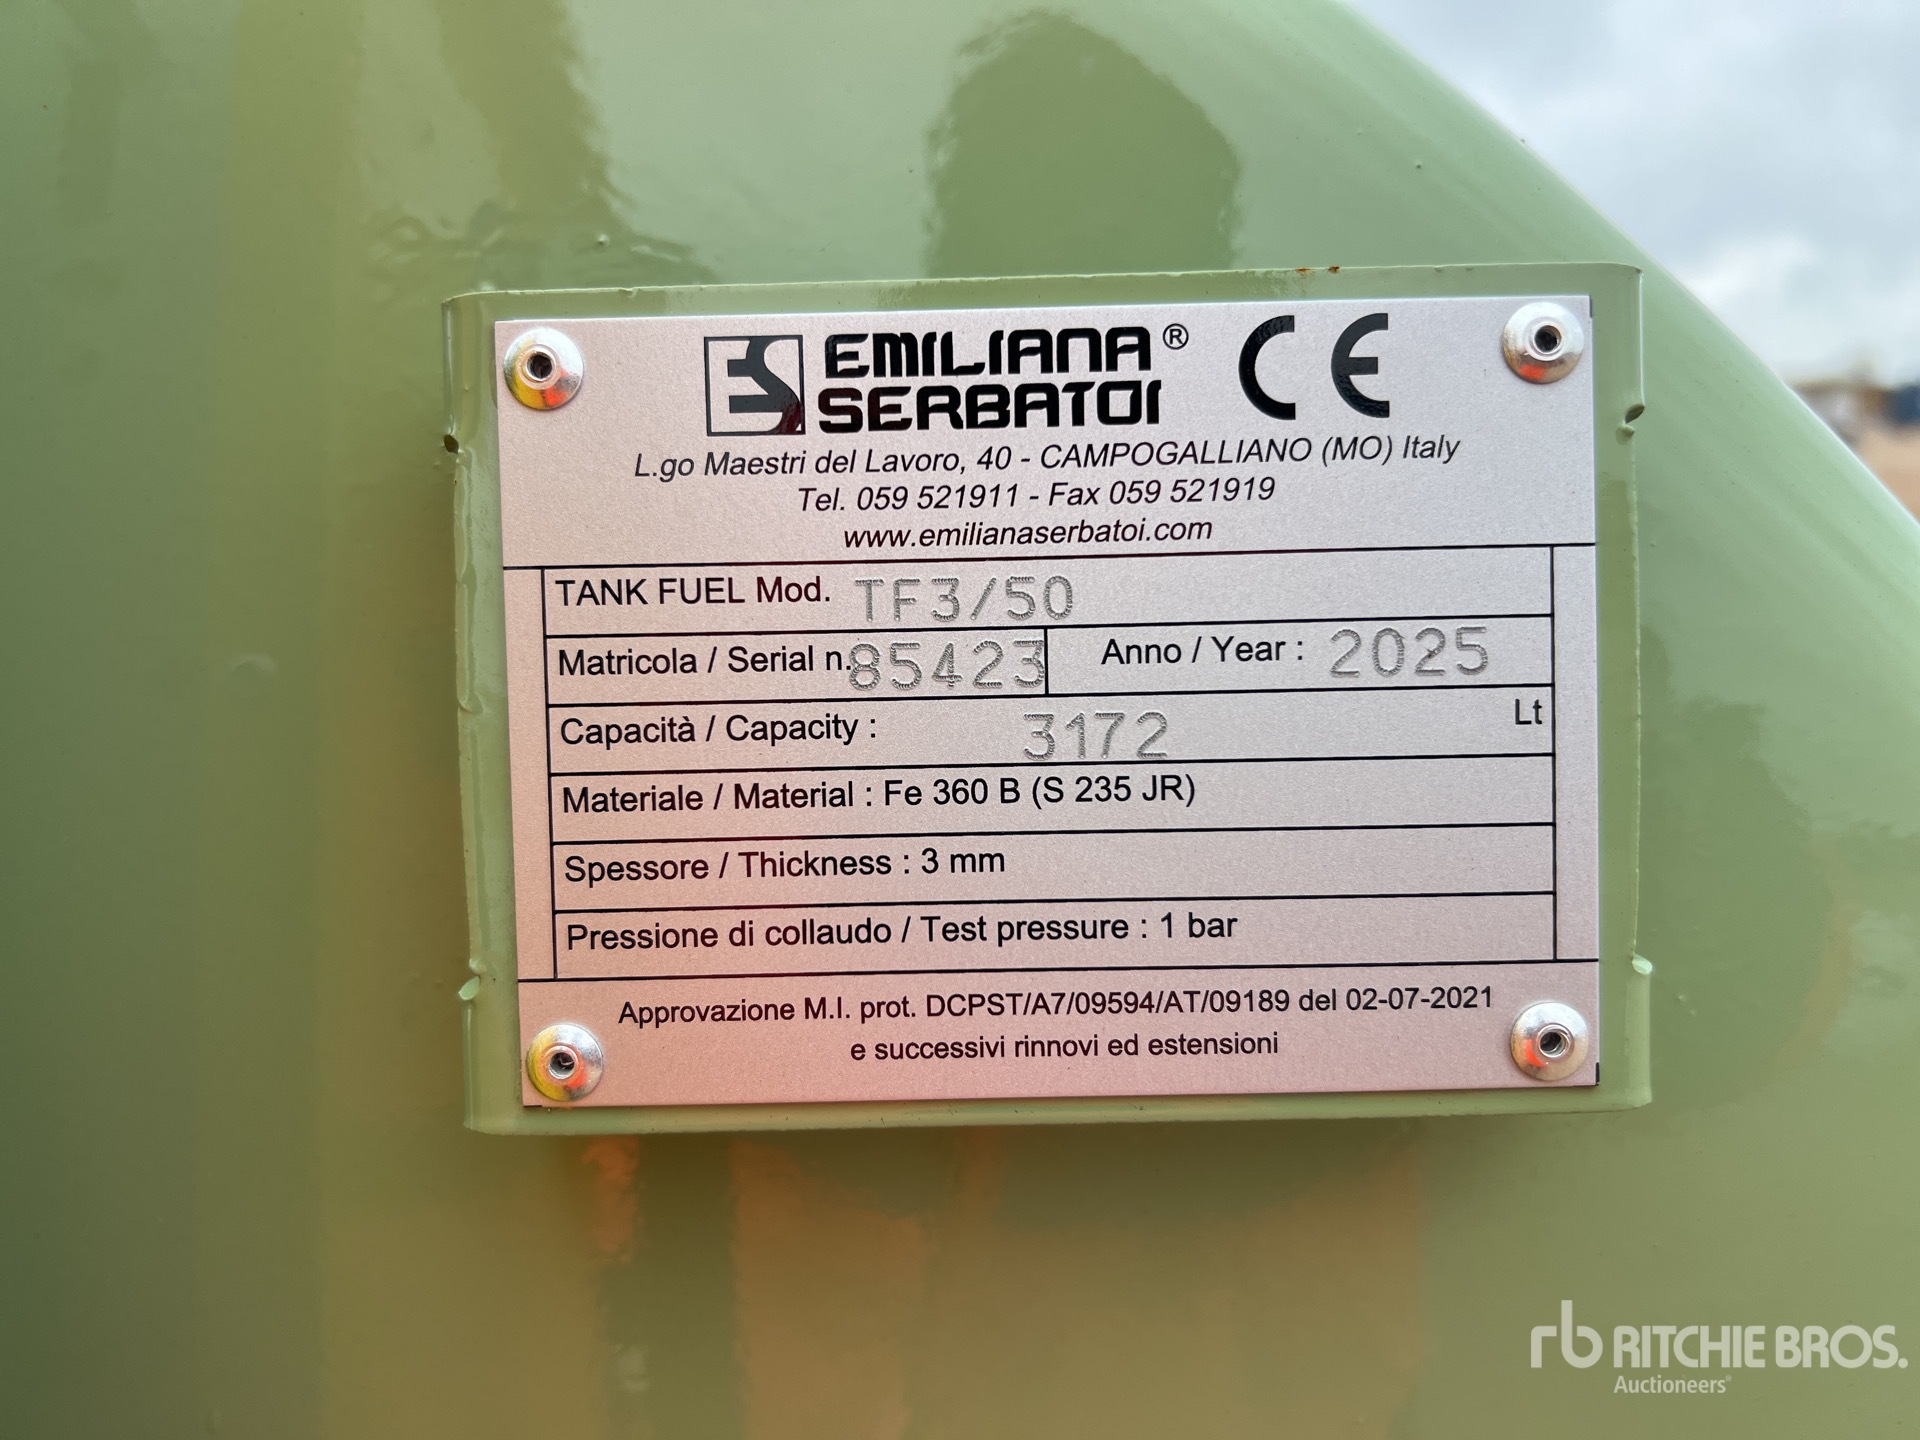 ES EMILIANA® CE
SERBATOI
L.go Maestri del Lavoro, 40 - CAMPOGALLIANO (MO) Italy
Tel. 059 521911 - Fax 059 521919
www.emilianaserbatoi.com
TANK FUEL Mod. TF3/50
Matricola / Serial n. 85423 Anno / Year : 2025
Capacità / Capacity : 3172 Lt
Materiale / Material : Fe 360 B (S 235 JR)
Spessore / Thickness : 3 mm
Pressione di collaudo / Test pressure : 1 bar
Approvazione M.I. prot. DCPST/A7/09594/AT/09189 del 02-07-2021
e successivi rinnovi ed estensioni
rb RITCHIE BROS.
Auctioneers®